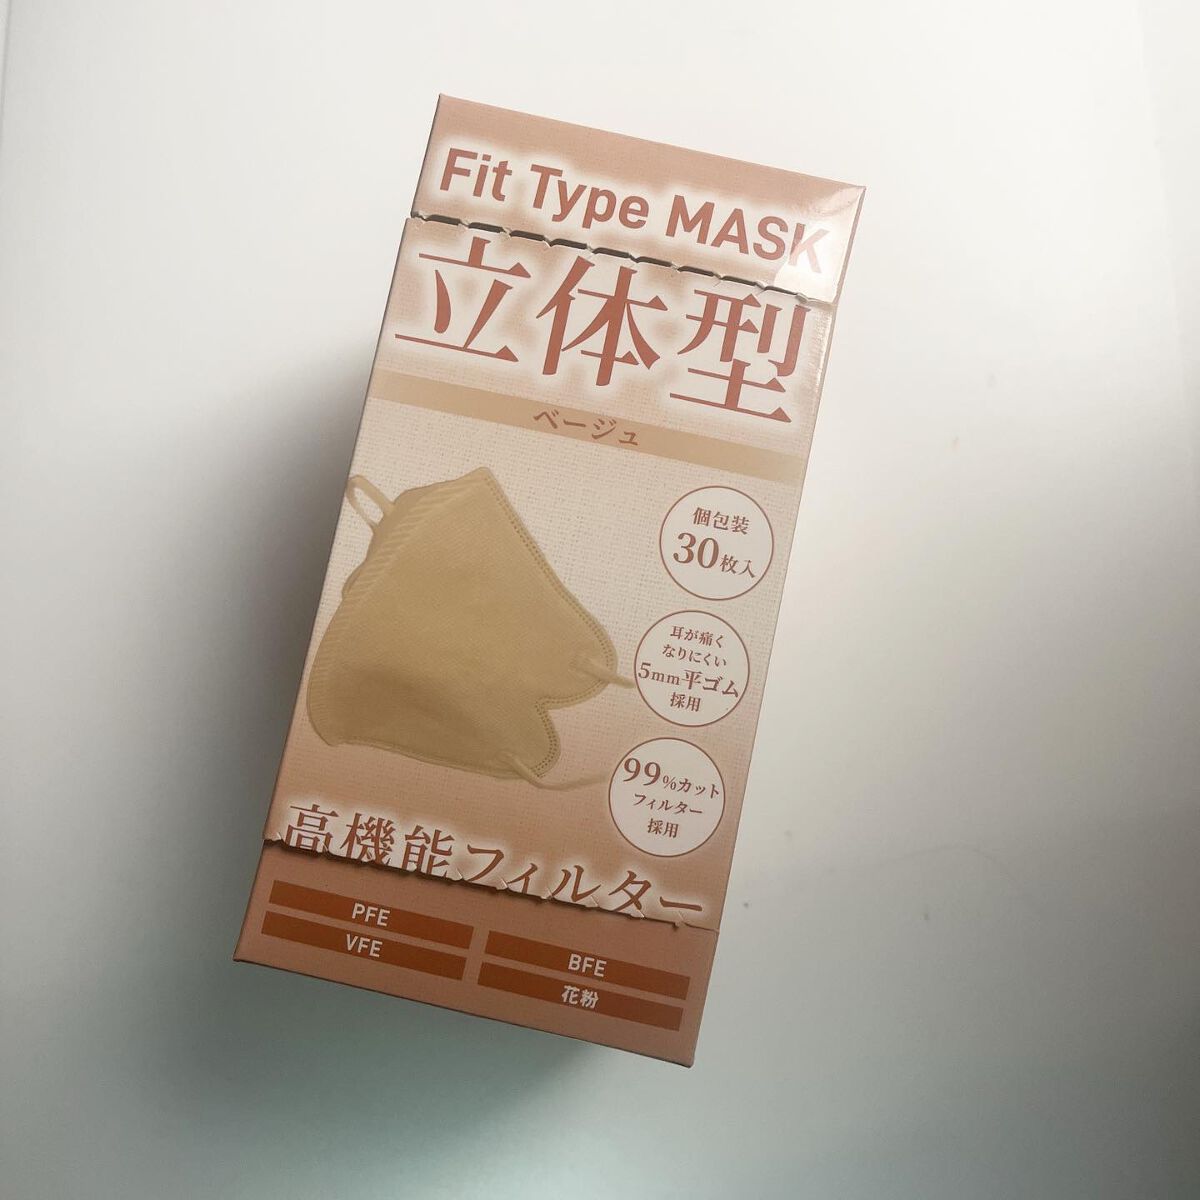 Fit Type MASK
立体型
ベージュ
個包装
30枚入
耳が痛く
なりにくい
5mm平ゴム
採用
99%カット
フィルター
採用
高機能フィルター
PFE
BFE
VFE
花粉